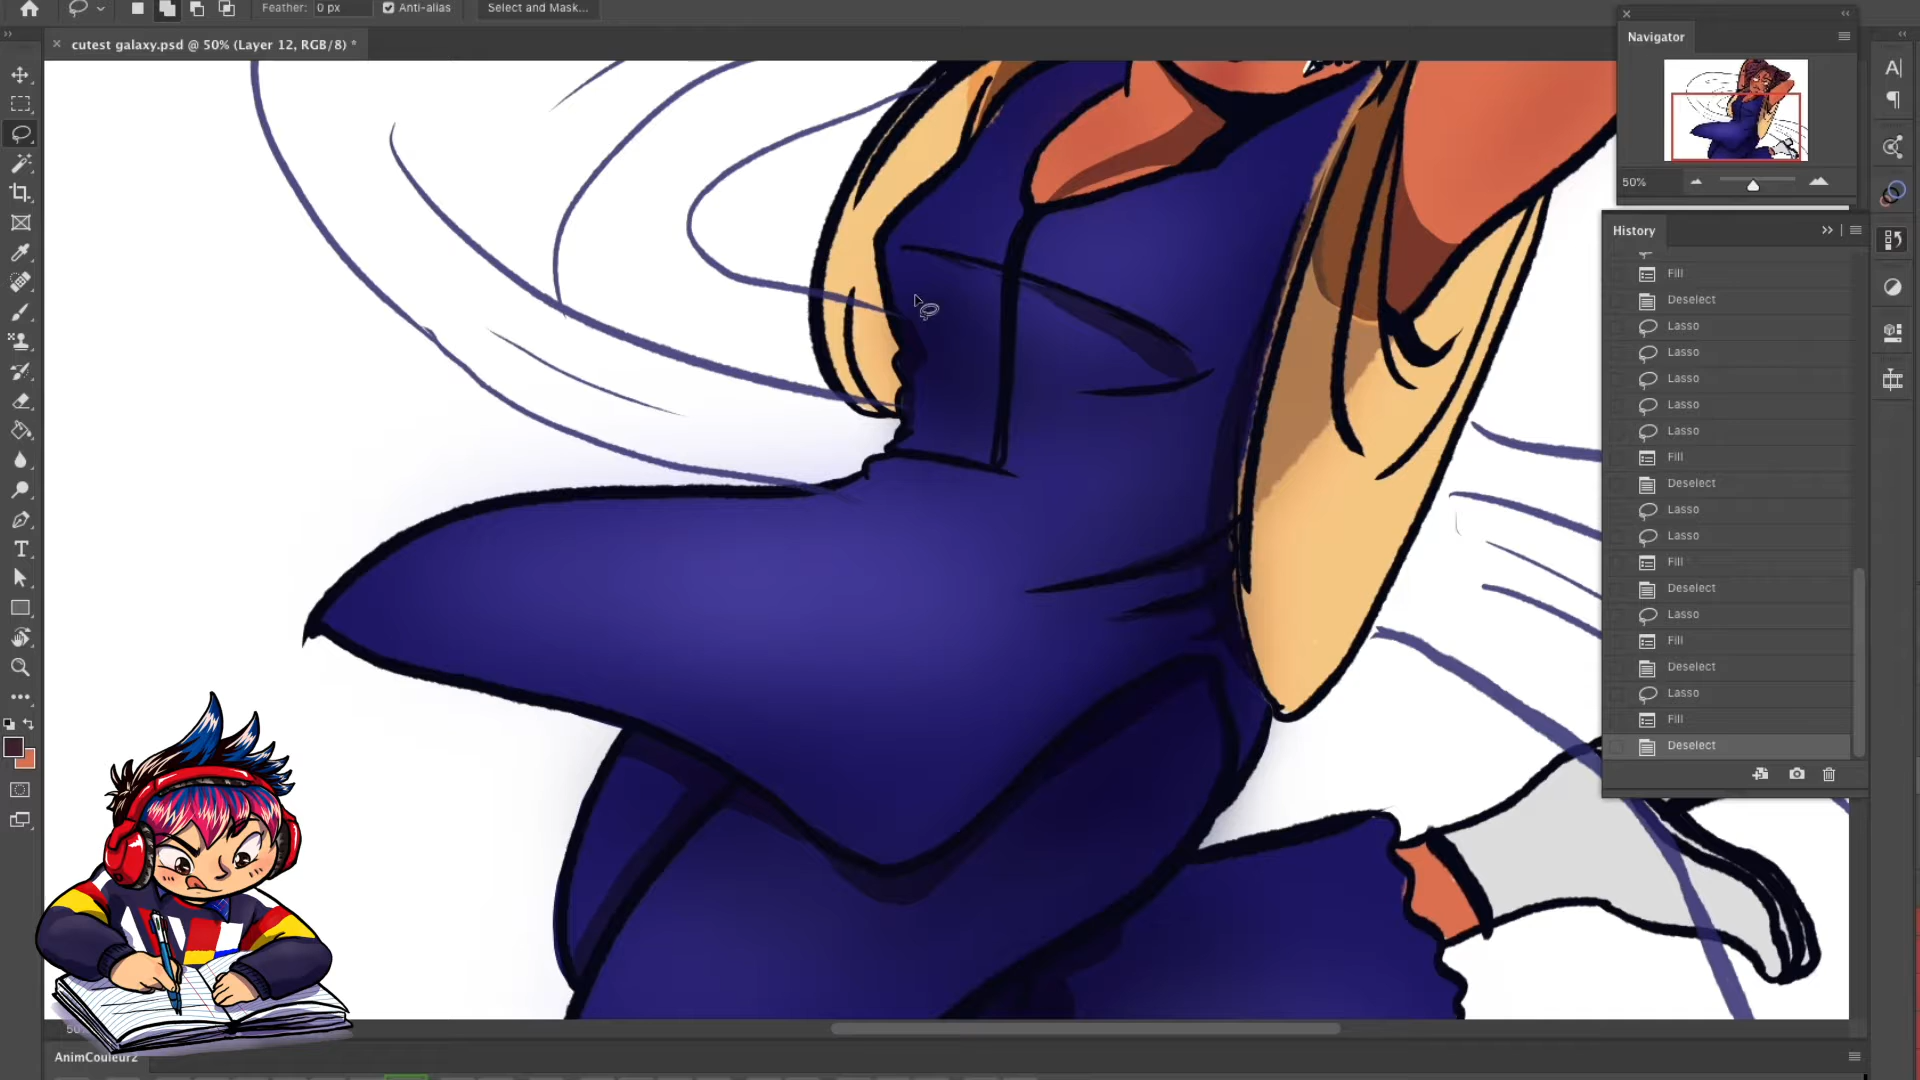 Feather: 0 px Anti-alias Select and Mask...
cutest galaxy.psd @ 50% (Layer 12, RGB/8) *
Navigator
50%
History
Fill
Deselect
Lasso
Lasso
Lasso
Lasso
Lasso
Fill
Deselect
Lasso
Lasso
Fill
Deselect
Lasso
Fill
Deselect
Lasso
Fill
Deselect
AnimCouleur2